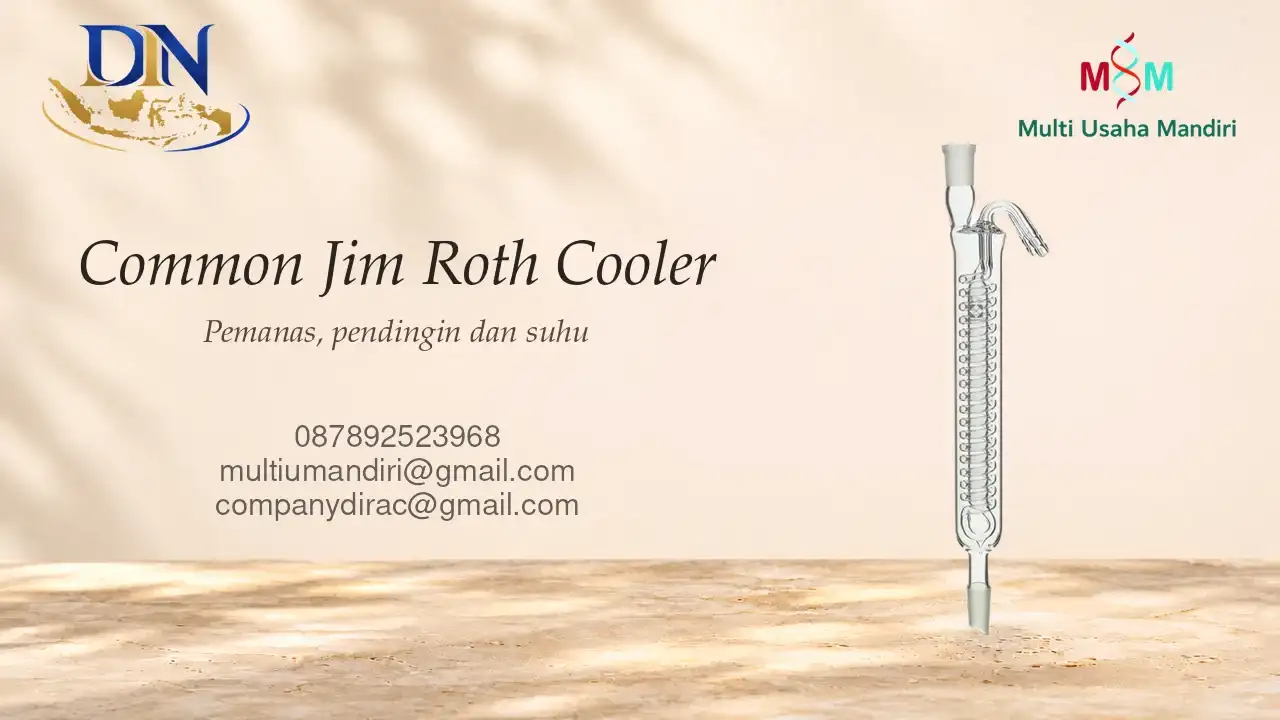 DN
M M
Multi Usaha Mandiri
Common Jim Roth Cooler
Pemanas, pendingin dan suhu
087892523968
multiumandiri@gmail.com
companydirac@gmail.com